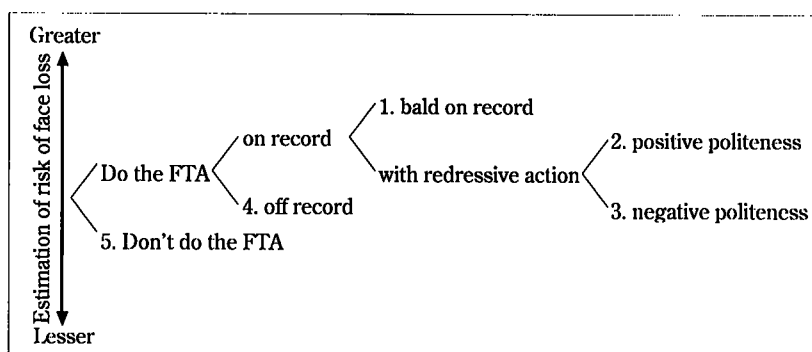 Greater
Estimation of risk of face loss
1. bald on record
on record
2. positive politeness
Do the FTA
with redressive action
4. off record
3. negative politeness
5. Don't do the FTA
Lesser